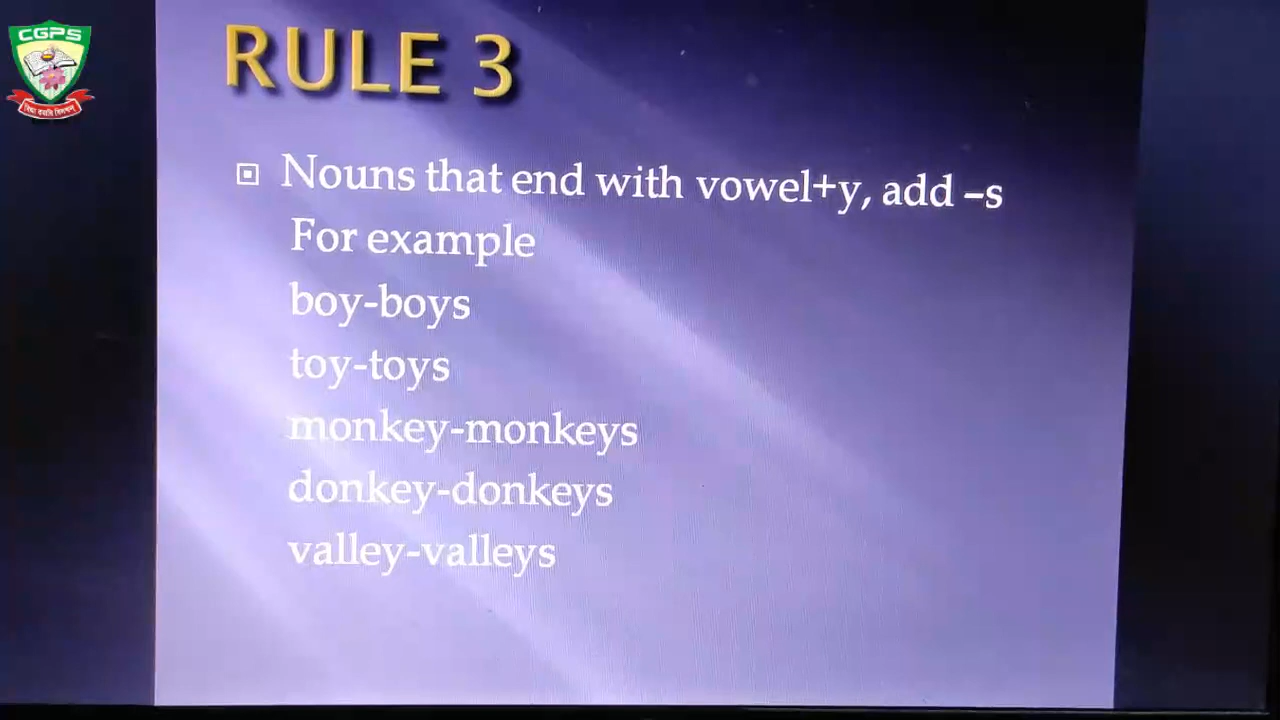 CGPS
RULE 3
Nouns that end with vowel+y, add –s
For example
boy-boys
toy-toys
monkey-monkeys
donkey-donkeys
valley-valleys